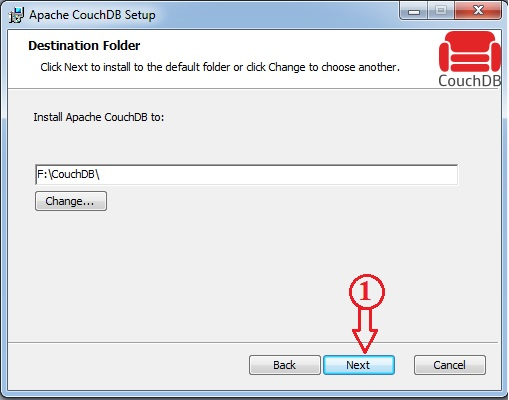 Apache CouchDB Setup
Destination Folder
Click Next to install to the default folder or click Change to choose another.
CouchDB
Install Apache CouchDB to:
F:\CouchDB\
Change...
1
Back Next Cancel